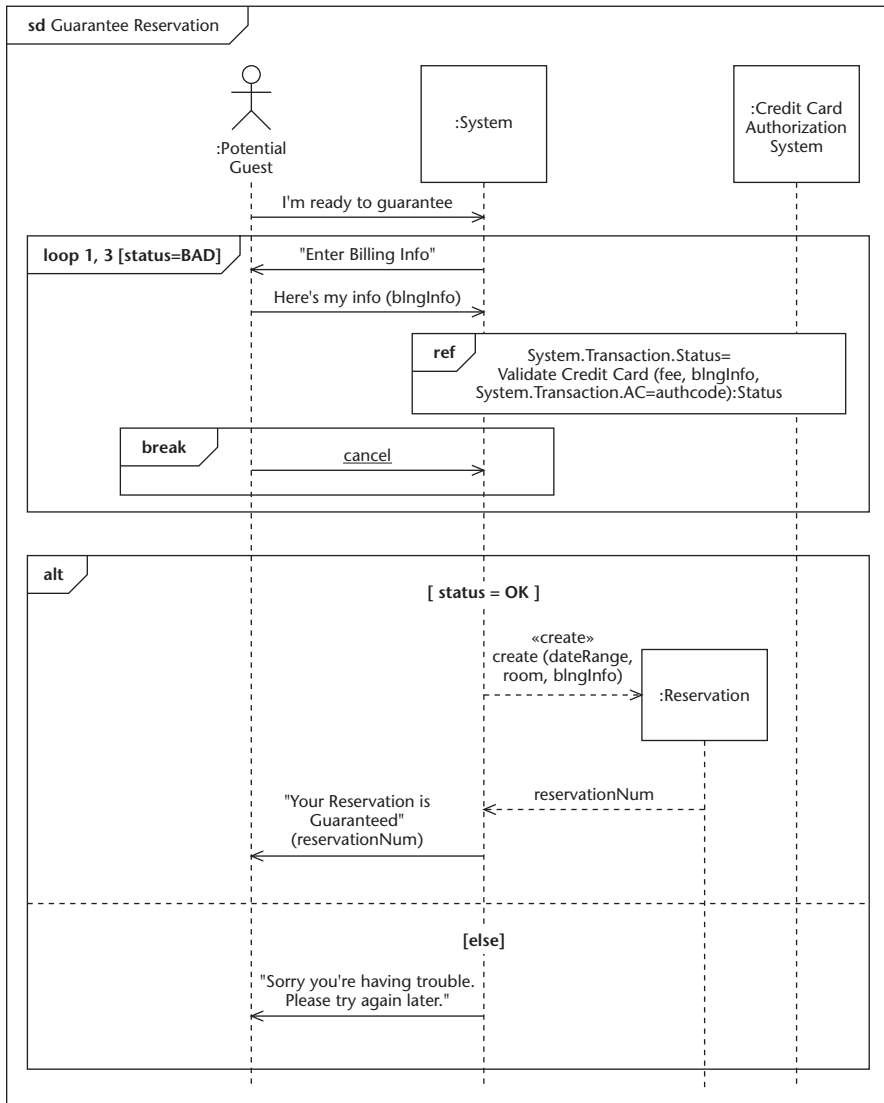 sd Guarantee Reservation
:Potential
Guest
:System
:Credit Card
Authorization
System
I'm ready to guarantee
loop 1, 3 [status=BAD]
"Enter Billing Info"
Here's my info (blngInfo)
ref
System.Transaction.Status=
Validate Credit Card (fee, blngInfo,
System.Transaction.AC=authcode):Status
break
cancel
alt
[ status = OK ]
«create»
create (dateRange,
room, blngInfo)
:Reservation
reservationNum
"Your Reservation is
Guaranteed"
(reservationNum)
[else]
"Sorry you're having trouble.
Please try again later."